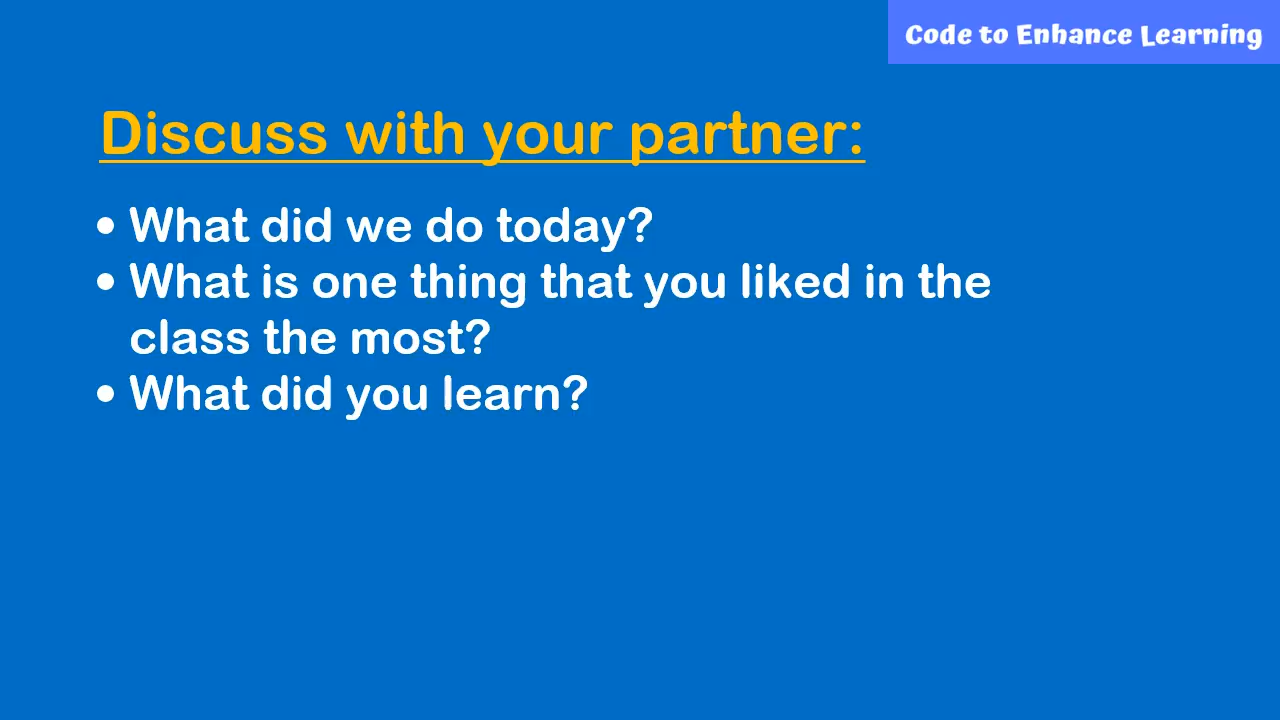 Code to Enhance Learning
Discuss with your partner:
• What did we do today?
• What is one thing that you liked in the
class the most?
• What did you learn?